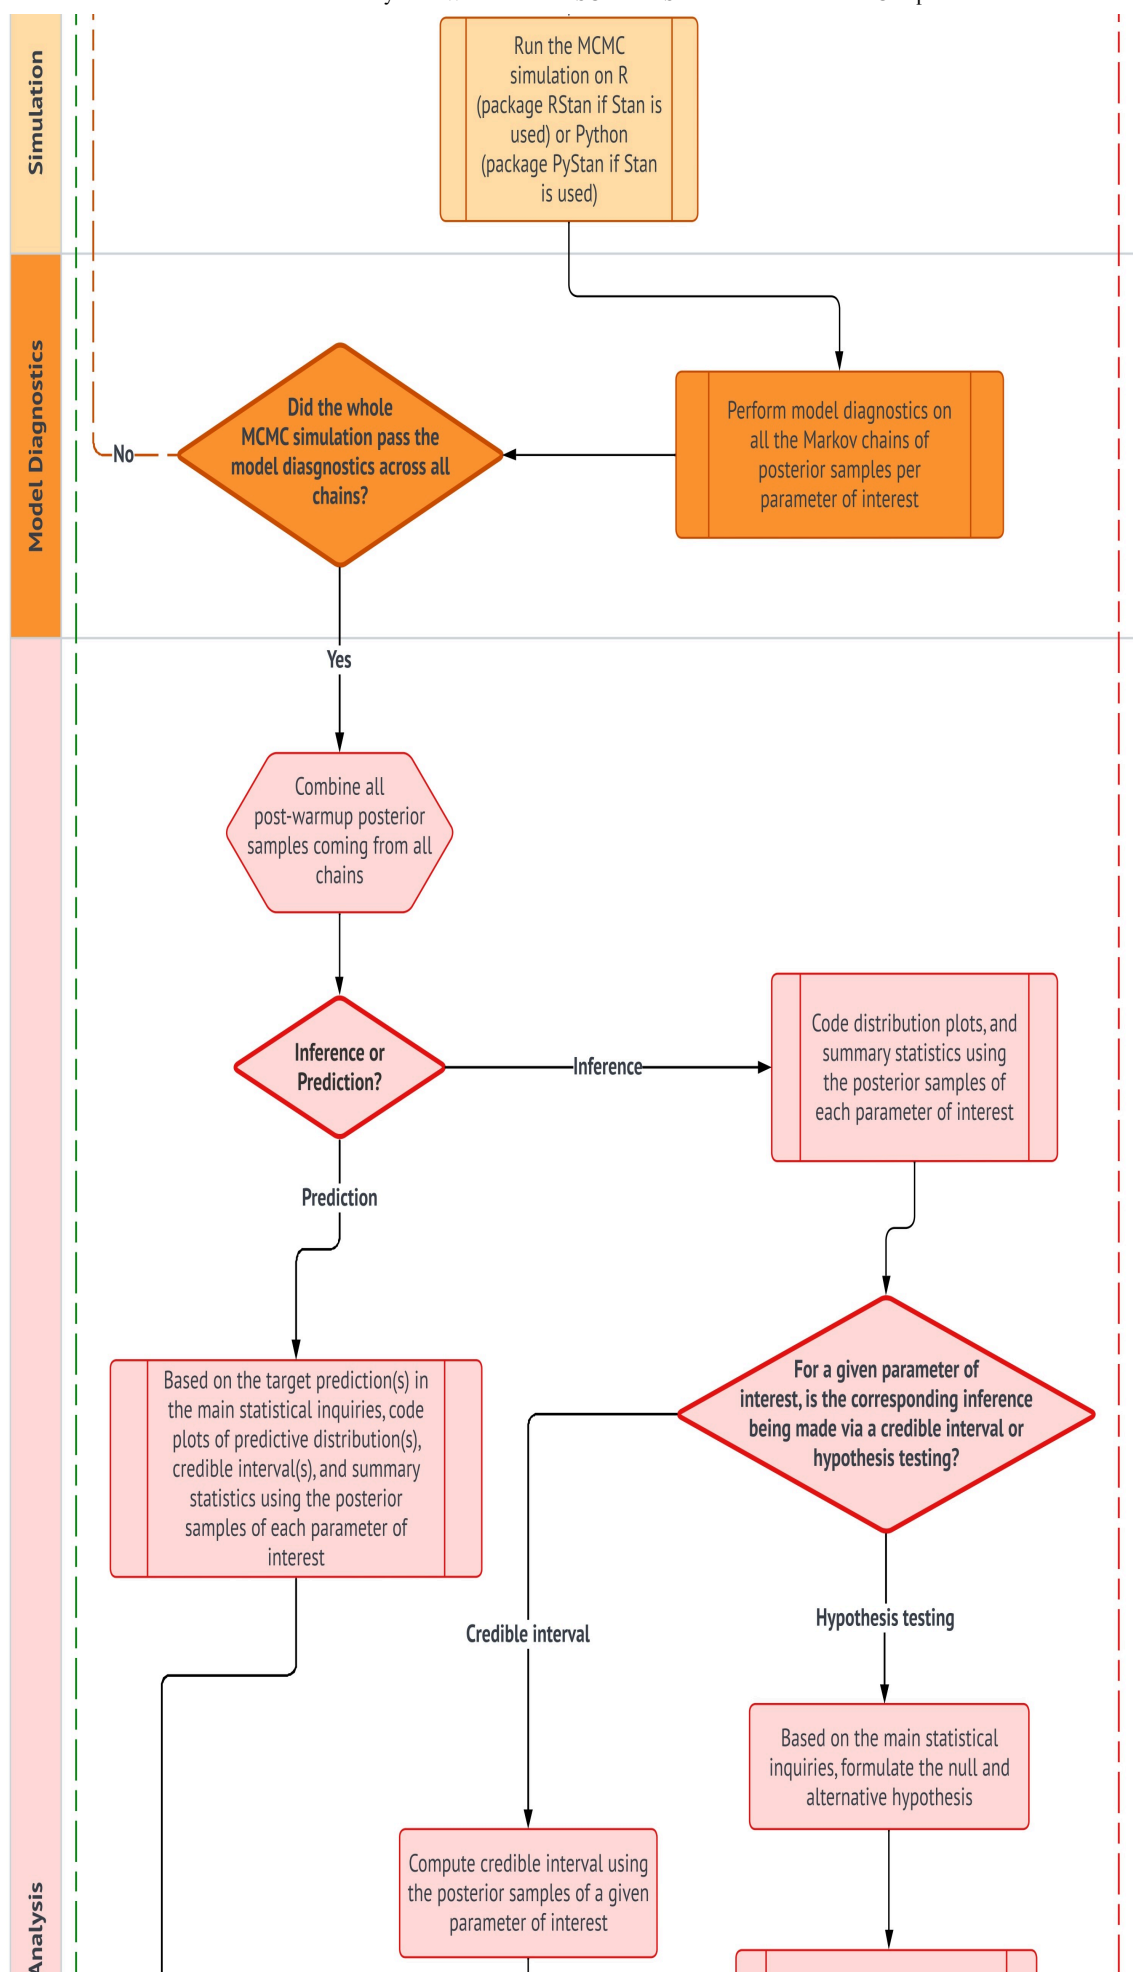 Simulation
Run the MCMC
simulation on R
(package RStan if Stan is
used) or Python
(package PyStan if Stan
is used)
Model Diagnostics
Did the whole
MCMC simulation pass the
model diasgnostics across all
chains?
No
Perform model diagnostics on
all the Markov chains of
posterior samples per
parameter of interest
Yes
Combine all
post-warmup posterior
samples coming from all
chains
Inference or
Prediction?
Inference
Code distribution plots, and
summary statistics using
the posterior samples of
each parameter of interest
Prediction
Based on the target prediction(s) in
the main statistical inquiries, code
plots of predictive distribution(s),
credible interval(s), and summary
statistics using the posterior
samples of each parameter of
interest
For a given parameter of
interest, is the corresponding inference
being made via a credible interval or
hypothesis testing?
Credible interval
Hypothesis testing
Based on the main statistical
inquiries, formulate the null and
alternative hypothesis
Compute credible interval using
the posterior samples of a given
parameter of interest
Analysis